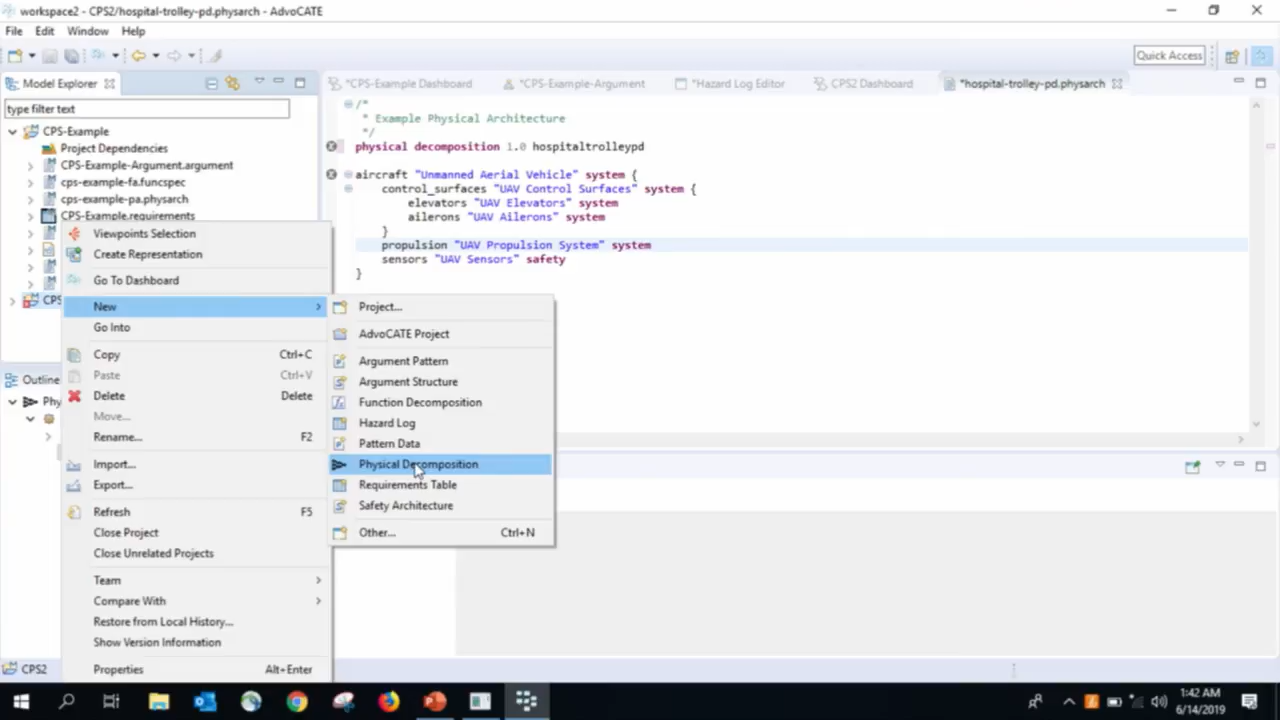 workspace2 - CPS2/hospital-trolley-pd.physarch - AdvoCATE
File Edit Window Help
Quick Access
Model Explorer
*CPS-Example Dashboard
*CPS-Example-Argument
*Hazard Log Editor
CPS2 Dashboard
*hospital-trolley-pd.physarch
type filter text
CPS-Example
Project Dependencies
CPS-Example-Argument.argument
cps-example-fa.funcspec
cps-example-pa.physarch
CPS-Example.requirements
CPS
/*
* Example Physical Architecture
*/
physical decomposition 1.0 hospitaltrolleypd
aircraft "Unmanned Aerial Vehicle" system {
control_surfaces "UAV Control Surfaces" system {
elevators "UAV Elevators" system
ailerons "UAV Ailerons" system
}
propulsion "UAV Propulsion System" system
sensors "UAV Sensors" safety
}
Outline
Phy
Viewpoints Selection
Create Representation
Go To Dashboard
New
Go Into
Copy Ctrl+C
Paste Ctrl+V
Delete Delete
Move...
Rename... F2
Import...
Export...
Refresh F5
Close Project
Close Unrelated Projects
Team
Compare With
Restore from Local History...
Show Version Information
Properties Alt+Enter
Project...
AdvoCATE Project
Argument Pattern
Argument Structure
Function Decomposition
Hazard Log
Pattern Data
Physical Decomposition
Requirements Table
Safety Architecture
Other... Ctrl+N
CPS2
1:42 AM
6/14/2019